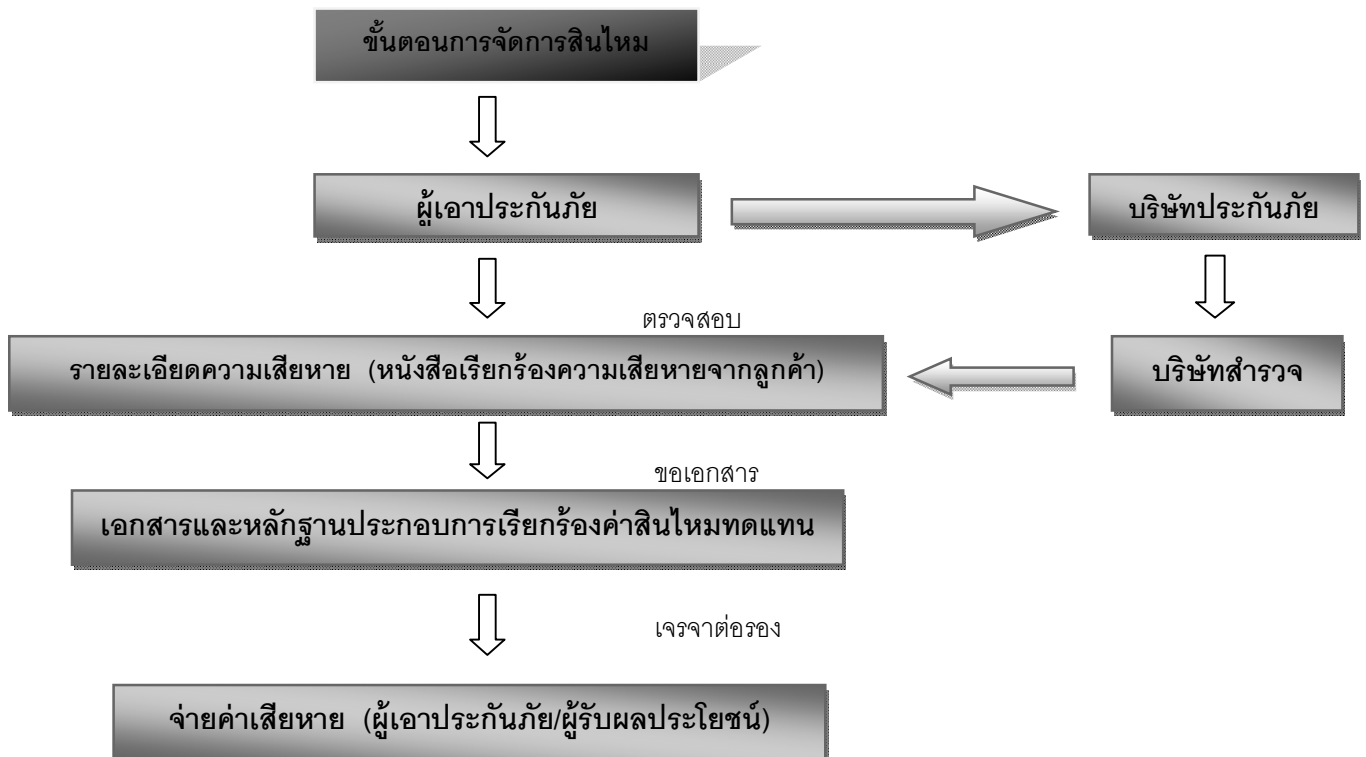 ขั้นตอนการจัดการสินไหม
ผู้เอาประกันภัย
บริษัทประกันภัย
ตรวจสอบ
รายละเอียดความเสียหาย (หนังสือเรียกร้องความเสียหายจากลูกค้า)
บริษัทสำรวจ
ขอเอกสาร
เอกสารและหลักฐานประกอบการเรียกร้องค่าสินไหมทดแทน
เจรจาต่อรอง
จ่ายค่าเสียหาย (ผู้เอาประกันภัย/ผู้รับผลประโยชน์)